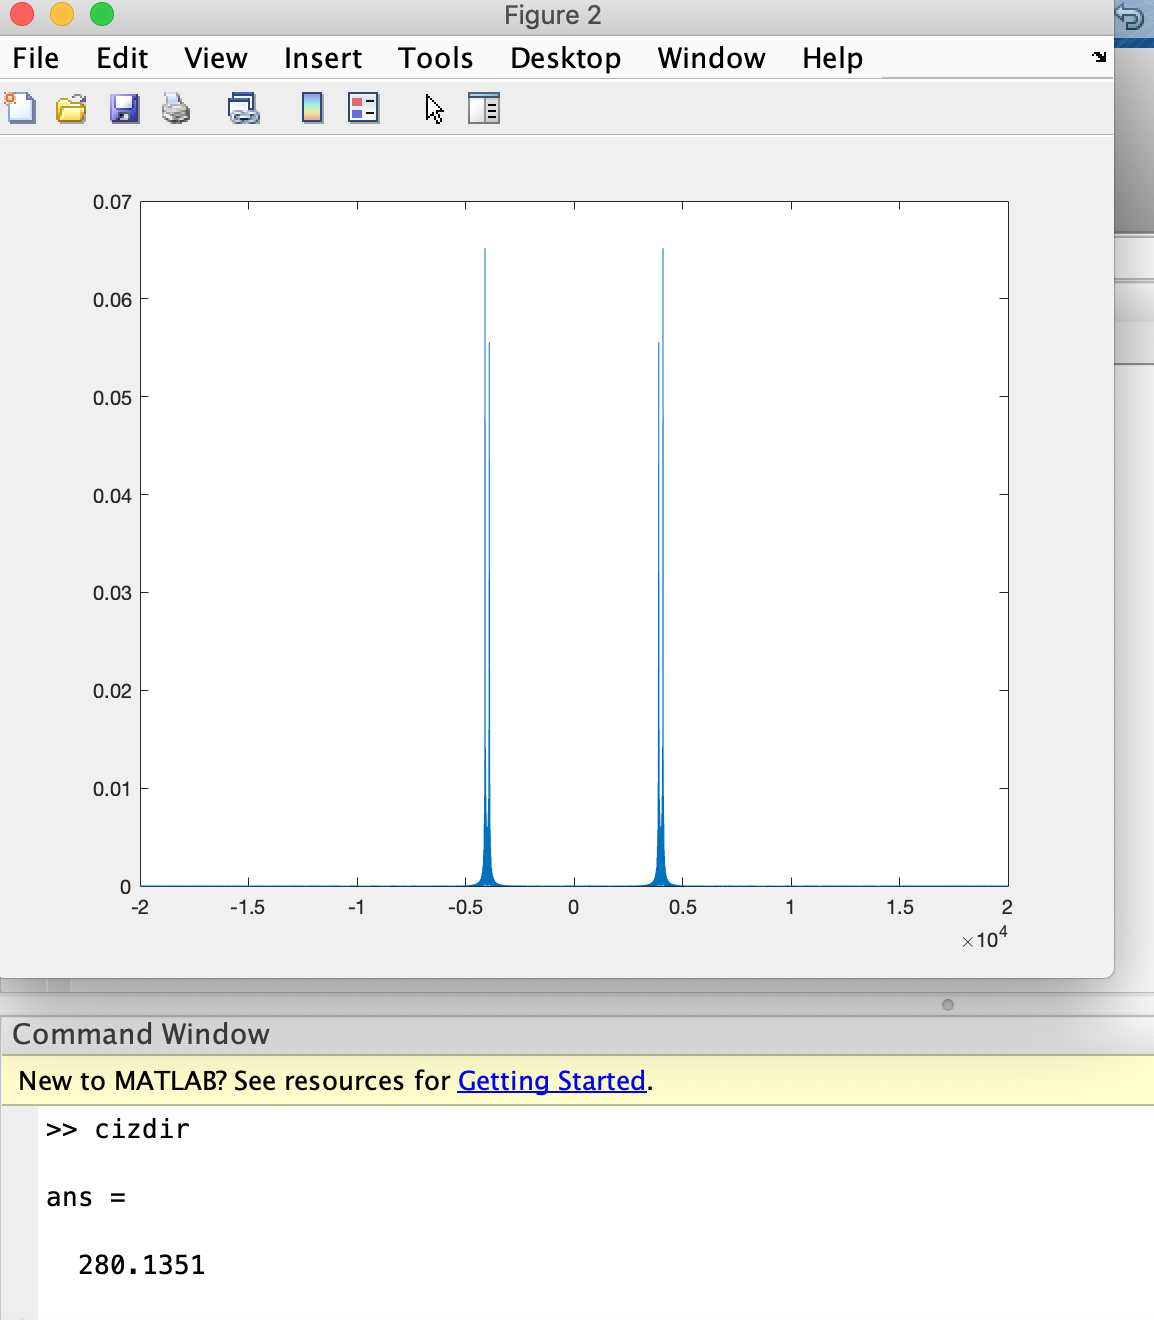 Figure 2
File Edit View Insert Tools Desktop Window Help
0.07
0.06
0.05
0.04
0.03
0.02
0.01
0
-2 -1.5 -1 -0.5 0 0.5 1 1.5 2
×10⁴
Command Window
New to MATLAB? See resources for Getting Started.
>> cizdir
ans =
280.1351